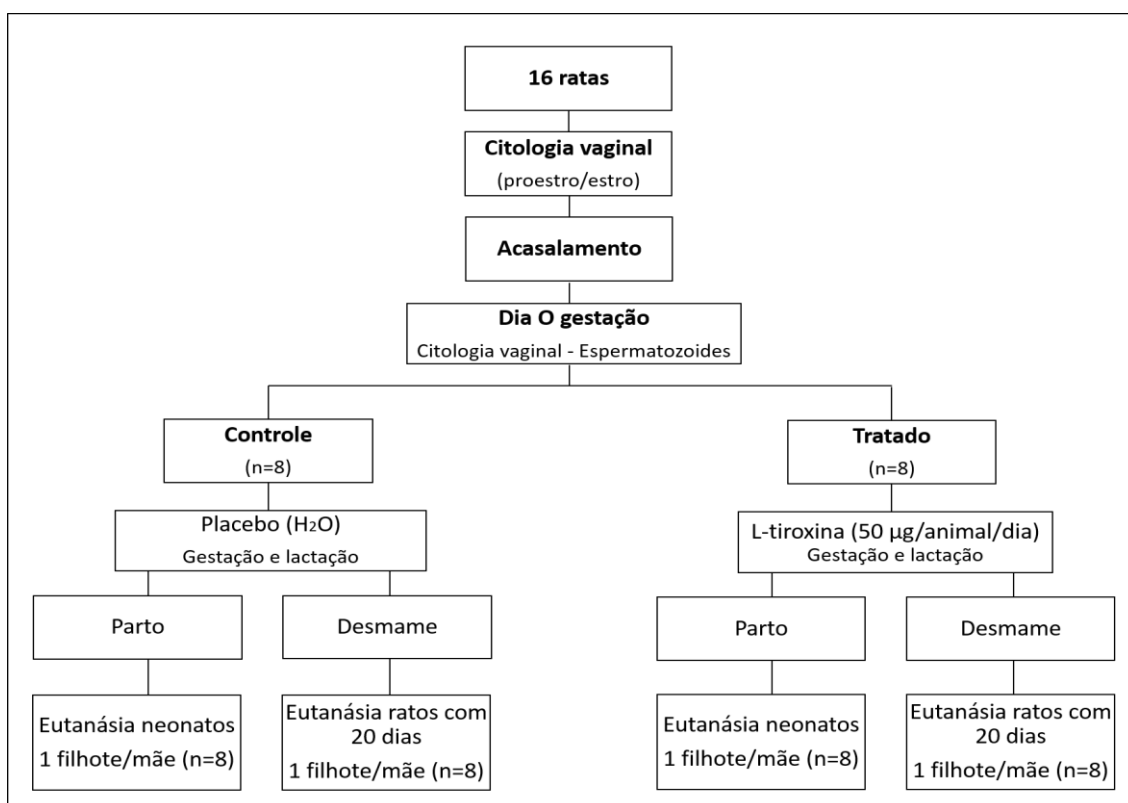 16 ratas
Citologia vaginal
(proestro/estro)
Acasalamento
Dia O gestação
Citologia vaginal - Espermatozoides
Controle
(n=8)
Tratado
(n=8)
Placebo (H₂O)
Gestação e lactação
L-tiroxina (50 µg/animal/dia)
Gestação e lactação
Parto
Desmame
Parto
Desmame
Eutanásia neonatos
1 filhote/mãe (n=8)
Eutanásia ratos com
20 dias
1 filhote/mãe (n=8)
Eutanásia neonatos
1 filhote/mãe (n=8)
Eutanásia ratos com
20 dias
1 filhote/mãe (n=8)